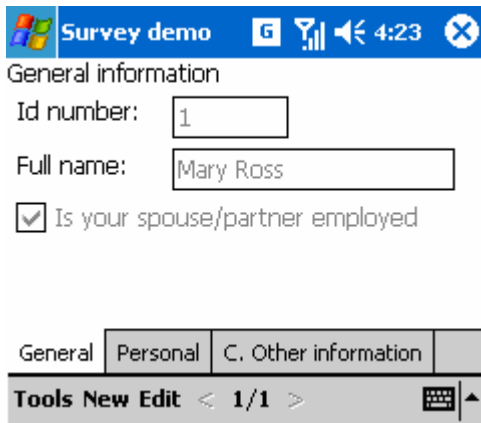 Survey demo G 4:23
General information
Id number: 1
Full name: Mary Ross
Is your spouse/partner employed
General Personal C. Other information
Tools New Edit < 1/1 >